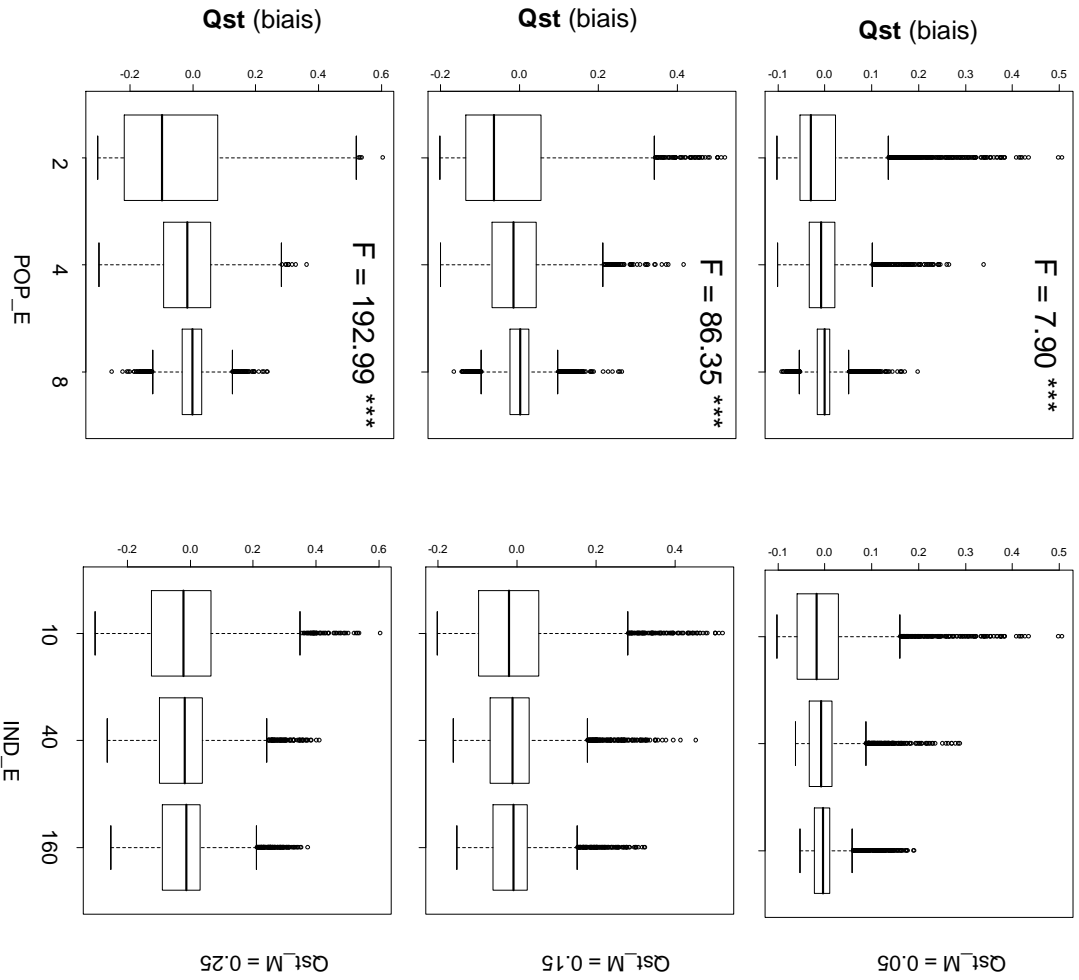 Qst (biais)
Qst (biais)
Qst (biais)
-0.2 0.0 0.2 0.4 0.6
-0.2 0.0 0.2 0.4
-0.1 0.0 0.1 0.2 0.3 0.4 0.5
F = 192.99 ***
F = 86.35 ***
F = 7.90 ***
2
4
8
POP_E
-0.2 0.0 0.2 0.4 0.6
-0.2 0.0 0.2 0.4
-0.1 0.0 0.1 0.2 0.3 0.4 0.5
10
40
160
IND_E
Qst_M = 0.25
Qst_M = 0.15
Qst_M = 0.05